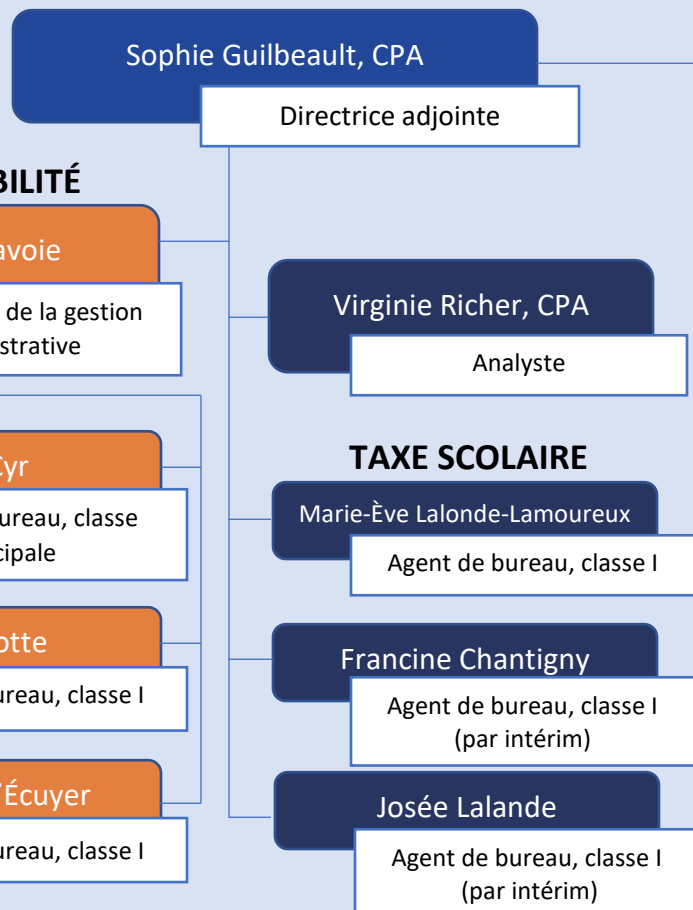 Sophie Guilbeault, CPA
Directrice adjointe
BILITÉ
avoie
de la gestion
strative
Virginie Richer, CPA
Analyste
Cyr
ureau, classe
cipale
otte
ureau, classe I
'Écuyer
ureau, classe I
TAXE SCOLAIRE
Marie-Ève Lalonde-Lamoureux
Agent de bureau, classe I
Francine Chantigny
Agent de bureau, classe I
(par intérim)
Josée Lalande
Agent de bureau, classe I
(par intérim)